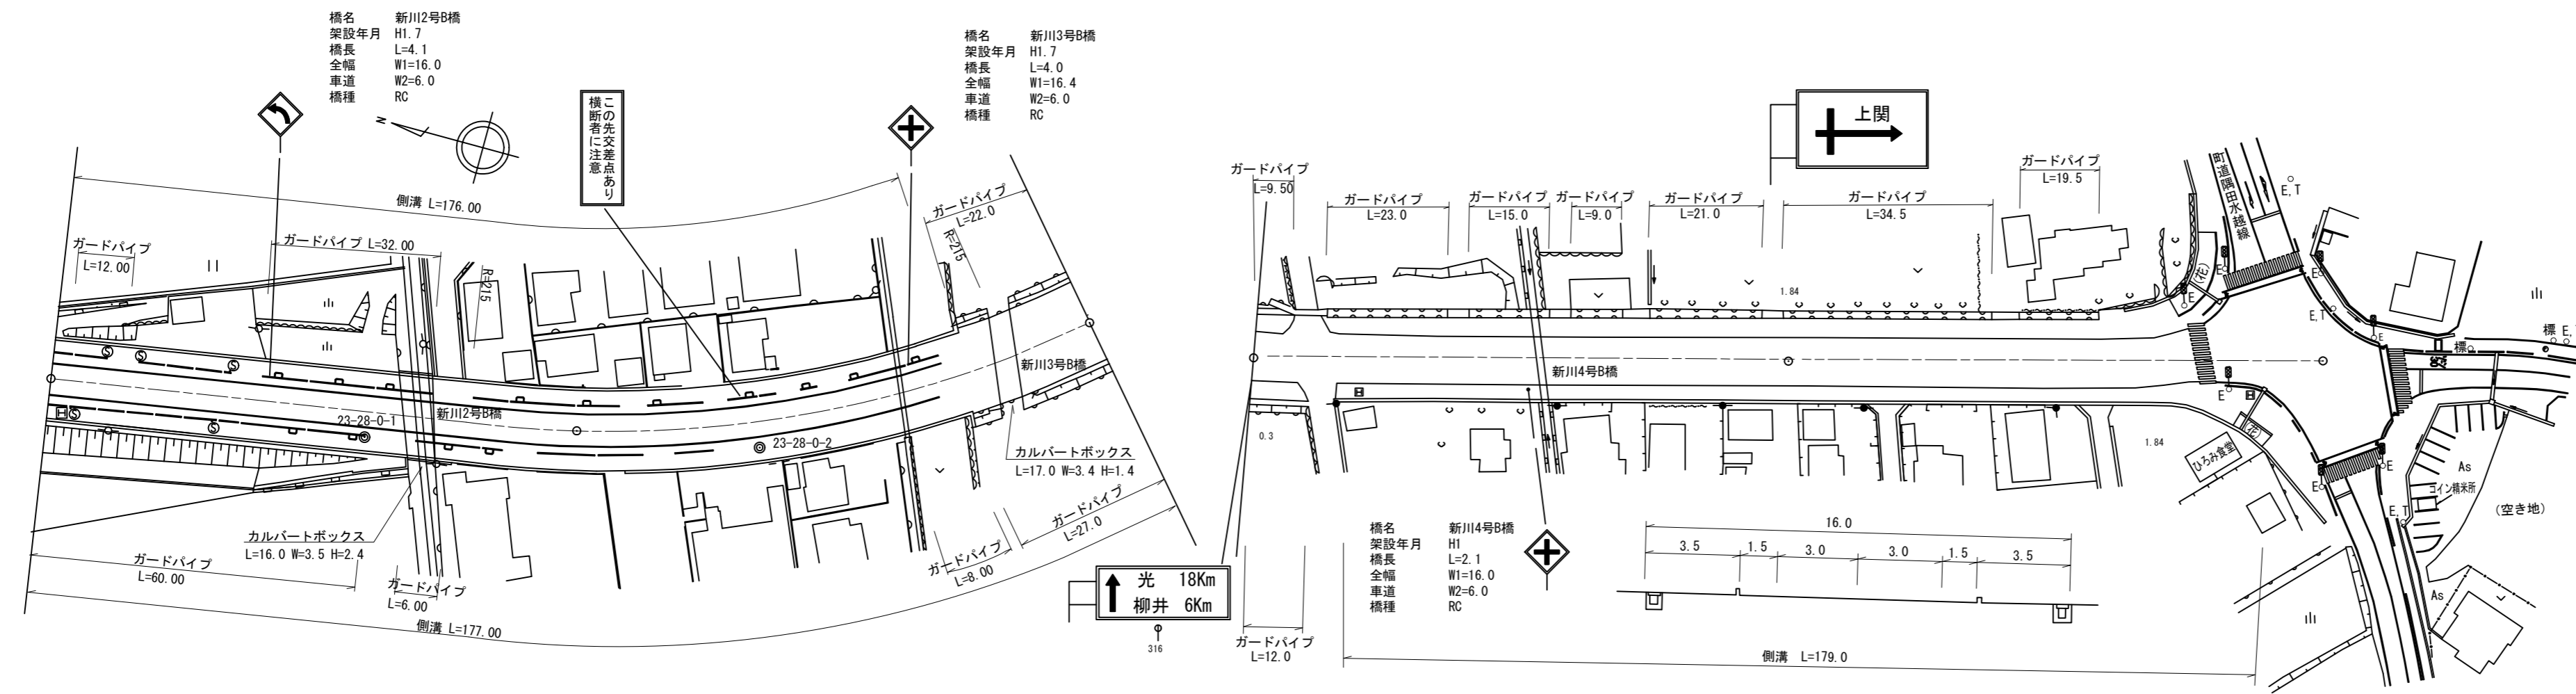 橋名 新川2号B橋
架設年月 H1.7
橋長 L=4.1
全幅 W1=16.0
車道 W2=6.0
橋種 RC
N
この先交差点あり
横断者に注意
橋名 新川3号B橋
架設年月 H1.7
橋長 L=4.0
全幅 W1=16.4
車道 W2=6.0
橋種 RC
側溝 L=176.00
ガードパイプ
L=12.00
ガードパイプ L=32.00
R=215
ガードパイプ
L=22.0
R=215
新川3号B橋
新川2号B橋
23-28-0-1
23-28-0-2
H
S
S
S
S
S
カルバートボックス
L=16.0 W=3.5 H=2.4
カルバートボックス
L=17.0 W=3.4 H=1.4
ガードパイプ
L=60.00
ガードパイプ
L=6.00
ガードパイプ
L=8.00
ガードパイプ
L=27.0
側溝 L=177.00
光 18Km
柳井 6Km
316
上関
ガードパイプ
L=9.50
ガードパイプ
L=23.0
ガードパイプ
L=15.0
ガードパイプ
L=9.0
ガードパイプ
L=21.0
ガードパイプ
L=34.5
ガードパイプ
L=19.5
1.84
町道隅田水越線
E,T
E
(花)
E
E
E,T
E
標
標 E,
新川4号B橋
H
0.3
1.84
E
H
(花)
ひろみ食堂
E
E
E,T
As
コイン精米所
(空き地)
As
橋名 新川4号B橋
架設年月 H1
橋長 L=2.1
全幅 W1=16.0
車道 W2=6.0
橋種 RC
16.0
3.5 1.5 3.0 3.0 1.5 3.5
ガードパイプ
L=12.0
側溝 L=179.0